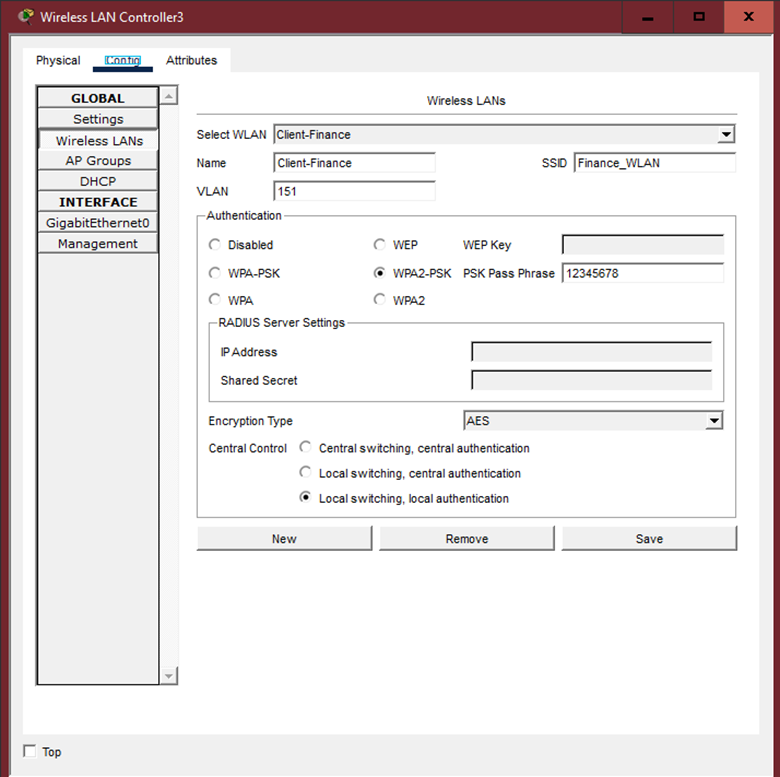 Wireless LAN Controller3
Physical Config Attributes
GLOBAL
Settings
Wireless LANs
AP Groups
DHCP
INTERFACE
GigabitEthernet0
Management
Wireless LANs
Select WLAN Client-Finance
Name Client-Finance SSID Finance_WLAN
VLAN 151
Authentication
Disabled WEP WEP Key
WPA-PSK WPA2-PSK PSK Pass Phrase 12345678
WPA WPA2
RADIUS Server Settings
IP Address
Shared Secret
Encryption Type AES
Central Control Central switching, central authentication
Local switching, central authentication
Local switching, local authentication
New Remove Save
Top